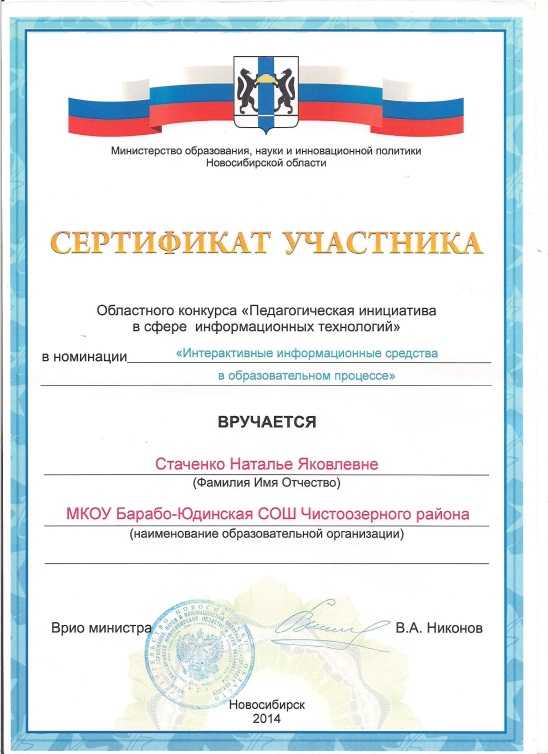 Министерство образования, науки и инновационной политики
Новосибирской области
СЕРТИФИКАТ УЧАСТНИКА
Областного конкурса «Педагогическая инициатива
в сфере информационных технологий»
в номинации «Интерактивные информационные средства
в образовательном процессе»
ВРУЧАЕТСЯ
Стаченко Наталье Яковлевне
(Фамилия Имя Отчество)
МКОУ Барабо-Юдинская СОШ Чистоозерного района
(наименование образовательной организации)
Врио министра В.А. Никонов
Новосибирск
2014